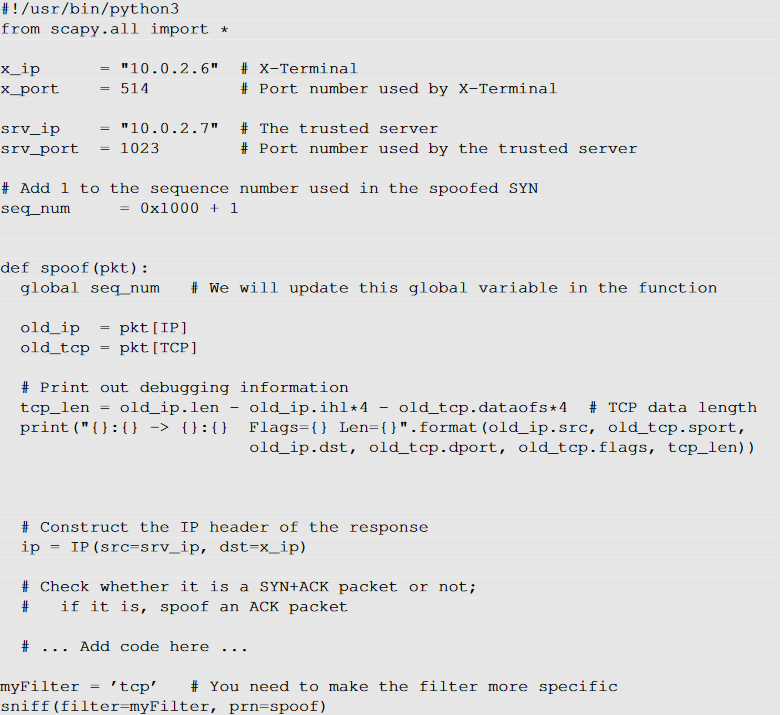 #!/usr/bin/python3
from scapy.all import *
x_ip      = "10.0.2.6"  # X-Terminal
x_port    = 514         # Port number used by X-Terminal
srv_ip    = "10.0.2.7"  # The trusted server
srv_port  = 1023        # Port number used by the trusted server
# Add 1 to the sequence number used in the spoofed SYN
seq_num     = 0x1000 + 1
def spoof(pkt):
  global seq_num   # We will update this global variable in the function
  old_ip  = pkt[IP]
  old_tcp = pkt[TCP]
  # Print out debugging information
  tcp_len = old_ip.len - old_ip.ihl*4 - old_tcp.dataofs*4  # TCP data length
  print("{}:{} -> {}:{}  Flags={} Len={}".format(old_ip.src, old_tcp.sport,
                         old_ip.dst, old_tcp.dport, old_tcp.flags, tcp_len))
  # Construct the IP header of the response
  ip = IP(src=srv_ip, dst=x_ip)
  # Check whether it is a SYN+ACK packet or not;
  #   if it is, spoof an ACK packet
  # ... Add code here ...
myFilter = ’tcp’   # You need to make the filter more specific
sniff(filter=myFilter, prn=spoof)